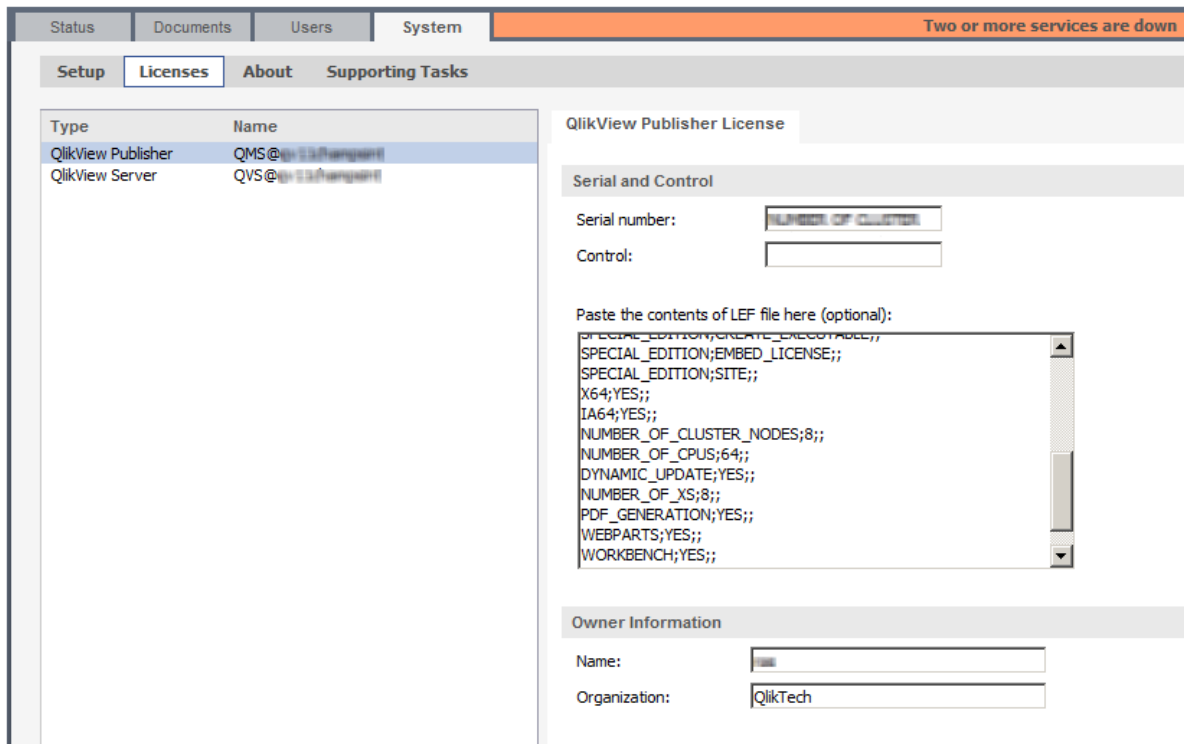 Status Documents Users System Two or more services are down
Setup Licenses About Supporting Tasks
Type Name
QlikView Publisher QMS@
QlikView Server QVS@
QlikView Publisher License
Serial and Control
Serial number:
Control:
Paste the contents of LEF file here (optional):
SPECIAL_EDITION;CREATE_EXECUTABLE;;
SPECIAL_EDITION;EMBED_LICENSE;;
SPECIAL_EDITION;SITE;;
X64;YES;;
IA64;YES;;
NUMBER_OF_CLUSTER_NODES;8;;
NUMBER_OF_CPUS;64;;
DYNAMIC_UPDATE;YES;;
NUMBER_OF_XS;8;;
PDF_GENERATION;YES;;
WEBPARTS;YES;;
WORKBENCH;YES;;
Owner Information
Name:
Organization: QlikTech